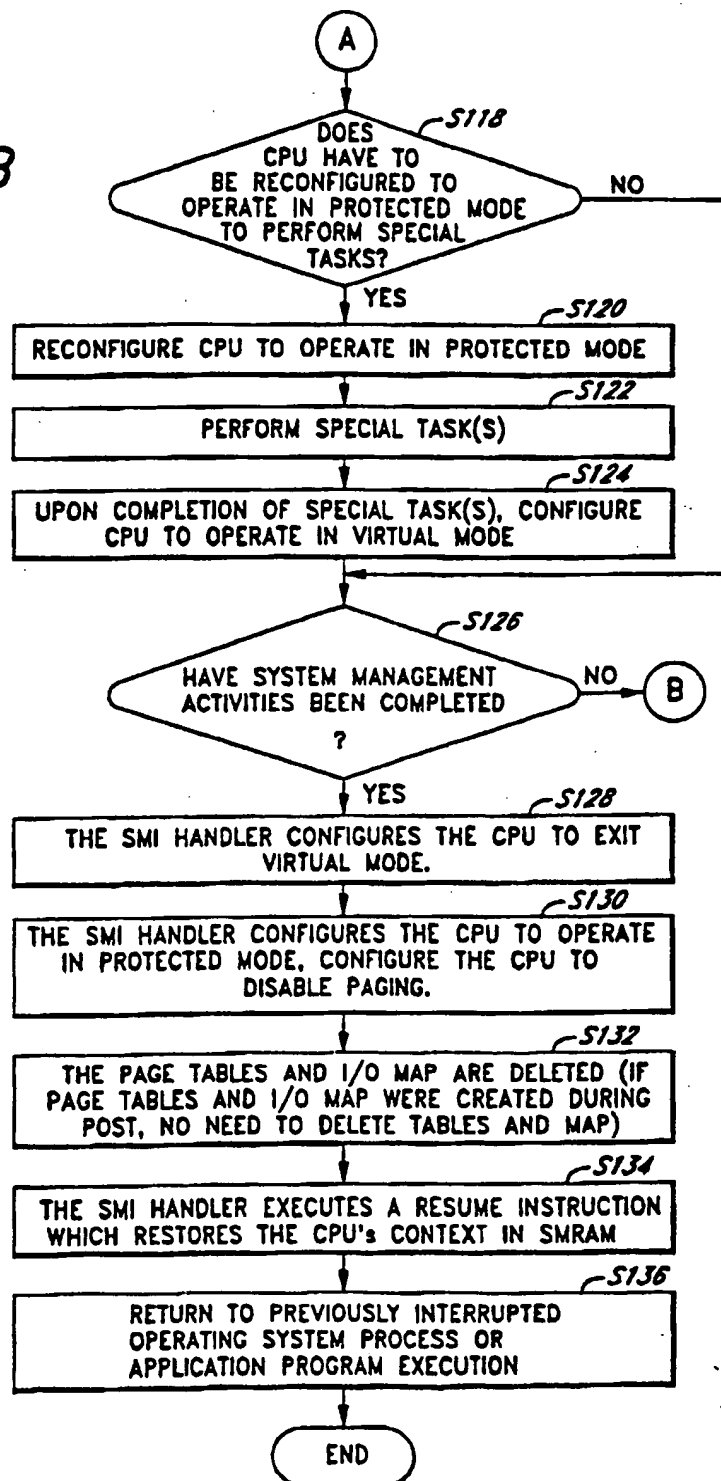 A
S118
DOES
CPU HAVE TO
BE RECONFIGURED TO
OPERATE IN PROTECTED MODE
TO PERFORM SPECIAL
TASKS?
NO
YES
S120
RECONFIGURE CPU TO OPERATE IN PROTECTED MODE
S122
PERFORM SPECIAL TASK(S)
S124
UPON COMPLETION OF SPECIAL TASK(S), CONFIGURE
CPU TO OPERATE IN VIRTUAL MODE
S126
HAVE SYSTEM MANAGEMENT
ACTIVITIES BEEN COMPLETED
?
NO
B
YES
S128
THE SMI HANDLER CONFIGURES THE CPU TO EXIT
VIRTUAL MODE.
S130
THE SMI HANDLER CONFIGURES THE CPU TO OPERATE
IN PROTECTED MODE, CONFIGURE THE CPU TO
DISABLE PAGING.
S132
THE PAGE TABLES AND I/O MAP ARE DELETED (IF
PAGE TABLES AND I/O MAP WERE CREATED DURING
POST, NO NEED TO DELETE TABLES AND MAP)
S134
THE SMI HANDLER EXECUTES A RESUME INSTRUCTION
WHICH RESTORES THE CPU's CONTEXT IN SMRAM
S136
RETURN TO PREVIOUSLY INTERRUPTED
OPERATING SYSTEM PROCESS OR
APPLICATION PROGRAM EXECUTION
END